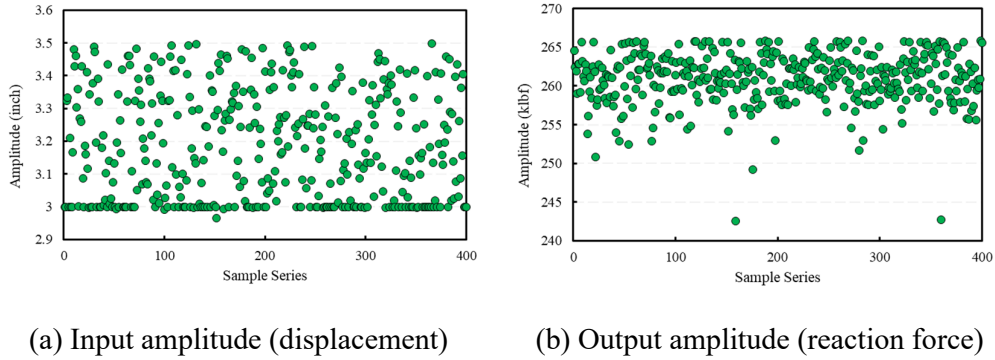 3.6
3.5
3.4
3.3
3.2
3.1
3
2.9
Amplitude (inch)
0 100 200 300 400
Sample Series
270
265
260
255
250
245
240
Amplitude (klbf)
0 100 200 300 400
Sample Series
(a) Input amplitude (displacement)
(b) Output amplitude (reaction force)